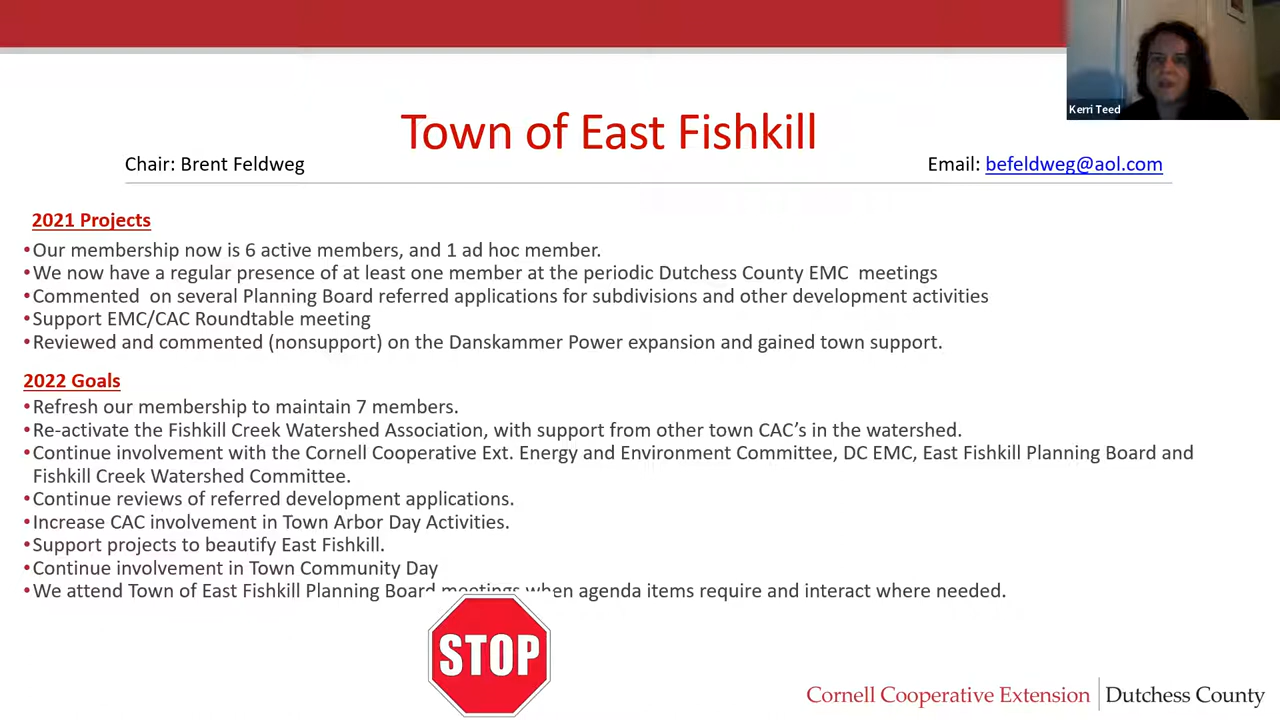 Kerri Teed
Town of East Fishkill
Chair: Brent Feldweg
Email: befeldweg@aol.com
2021 Projects
•Our membership now is 6 active members, and 1 ad hoc member.
•We now have a regular presence of at least one member at the periodic Dutchess County EMC meetings
•Commented on several Planning Board referred applications for subdivisions and other development activities
•Support EMC/CAC Roundtable meeting
•Reviewed and commented (nonsupport) on the Danskammer Power expansion and gained town support.
2022 Goals
•Refresh our membership to maintain 7 members.
•Re-activate the Fishkill Creek Watershed Association, with support from other town CAC’s in the watershed.
•Continue involvement with the Cornell Cooperative Ext. Energy and Environment Committee, DC EMC, East Fishkill Planning Board and
Fishkill Creek Watershed Committee.
•Continue reviews of referred development applications.
•Increase CAC involvement in Town Arbor Day Activities.
•Support projects to beautify East Fishkill.
•Continue involvement in Town Community Day
•We attend Town of East Fishkill Planning Board meetings when agenda items require and interact where needed.
STOP
Cornell Cooperative Extension | Dutchess County